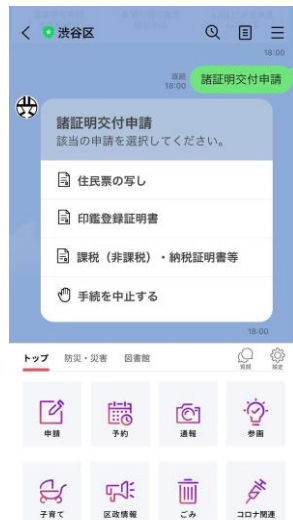 渋谷区
18:00
既読
18:00
諸証明交付申請
諸証明交付申請
該当の申請を選択してください。
住民票の写し
印鑑登録証明書
課税（非課税）・納税証明書等
手続を中止する
18:00
トップ 防災・災害 図書館 質問 設定
申請 予約 通報 参画
子育て 区政情報 ごみ コロナ関連